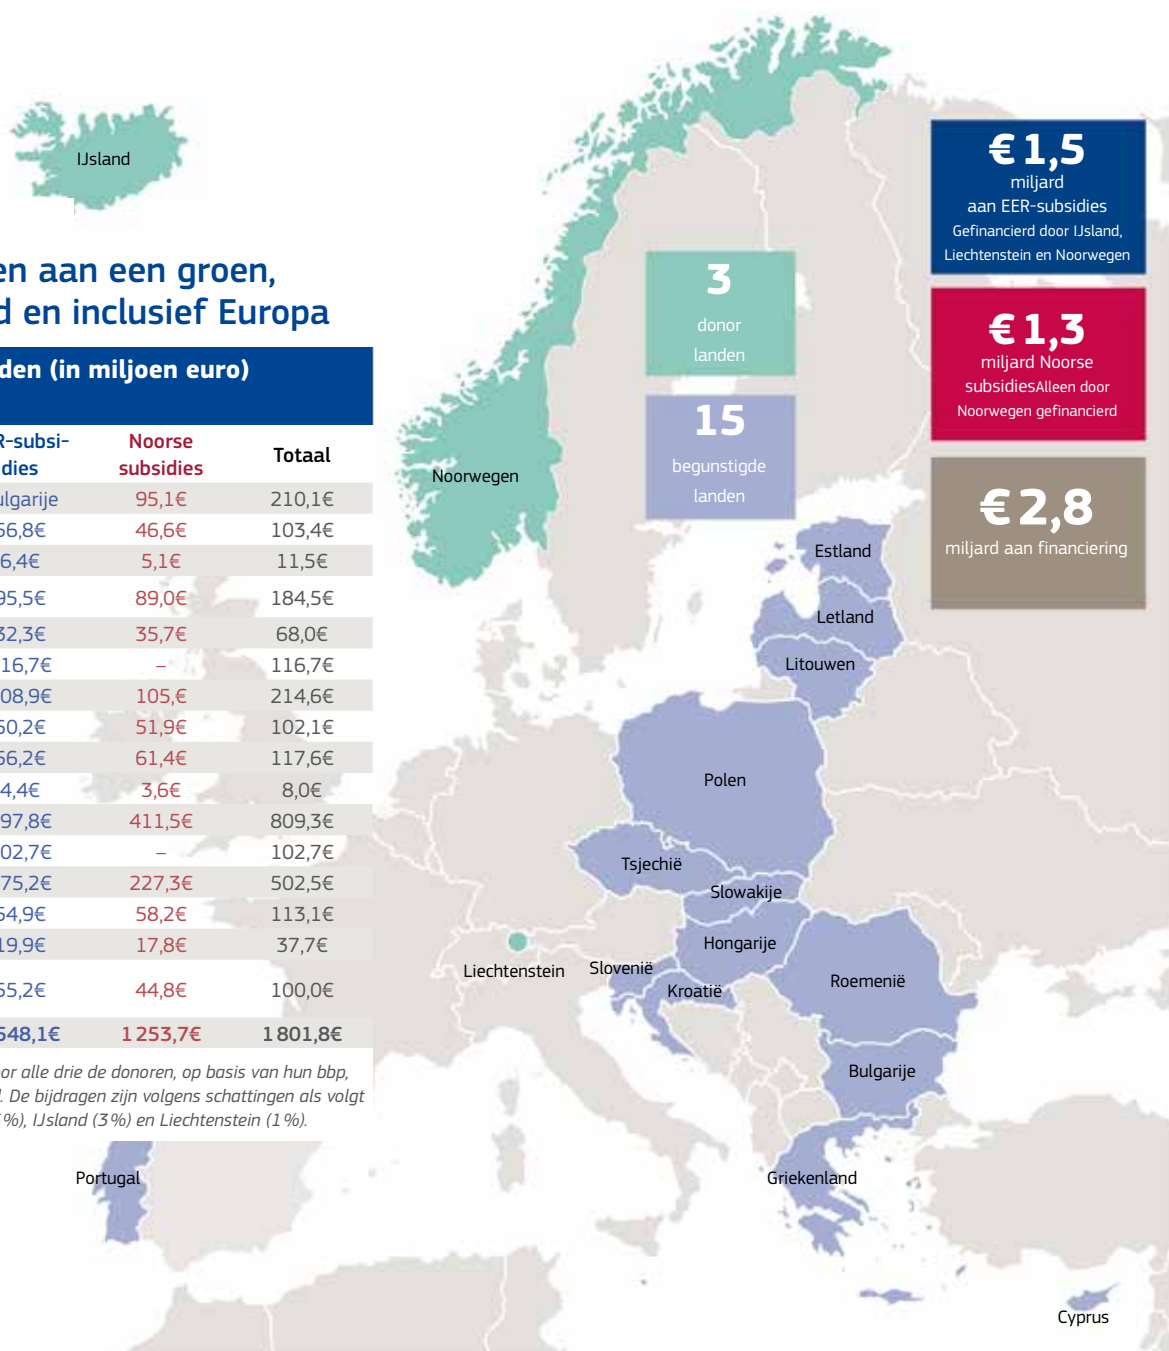 IJsland
en aan een groen,
d en inclusief Europa
den (in miljoen euro)
R-subsi-
dies
Noorse
subsidies
Totaal
ulgarije 95,1€ 210,1€
56,8€ 46,6€ 103,4€
6,4€ 5,1€ 11,5€
95,5€ 89,0€ 184,5€
32,3€ 35,7€ 68,0€
16,7€ – 116,7€
08,9€ 105,€ 214,6€
50,2€ 51,9€ 102,1€
56,2€ 61,4€ 117,6€
4,4€ 3,6€ 8,0€
97,8€ 411,5€ 809,3€
02,7€ – 102,7€
75,2€ 227,3€ 502,5€
54,9€ 58,2€ 113,1€
19,9€ 17,8€ 37,7€
55,2€ 44,8€ 100,0€
548,1€ 1 253,7€ 1 801,8€
or alle drie de donoren, op basis van hun bbp,
. De bijdragen zijn volgens schattingen als volgt
%), IJsland (3 %) en Liechtenstein (1 %).
€ 1,5
miljard
aan EER-subsidies
Gefinancierd door IJsland,
Liechtenstein en Noorwegen
3
donor
landen
€ 1,3
miljard Noorse
subsidiesAlleen door
Noorwegen gefinancierd
15
begunstigde
landen
€ 2,8
miljard aan financiering
Noorwegen
Estland
Letland
Litouwen
Polen
Tsjechië
Slowakije
Hongarije
Liechtenstein
Slovenië
Kroatië
Roemenië
Bulgarije
Portugal
Griekenland
Cyprus